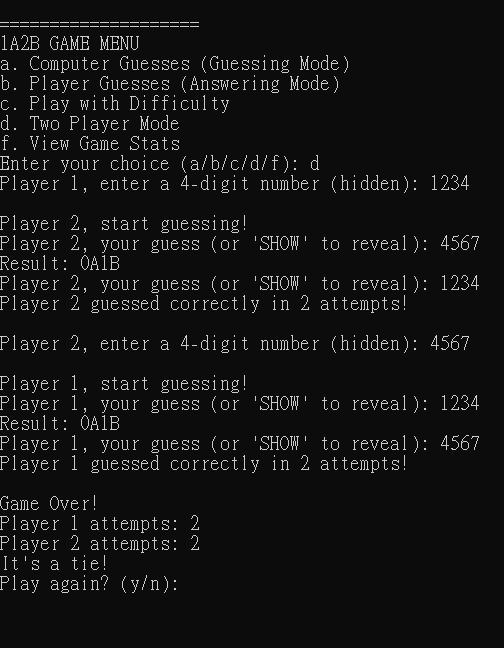 ====================
1A2B GAME MENU
a. Computer Guesses (Guessing Mode)
b. Player Guesses (Answering Mode)
c. Play with Difficulty
d. Two Player Mode
f. View Game Stats
Enter your choice (a/b/c/d/f): d
Player 1, enter a 4-digit number (hidden): 1234
Player 2, start guessing!
Player 2, your guess (or 'SHOW' to reveal): 4567
Result: 0A1B
Player 2, your guess (or 'SHOW' to reveal): 1234
Player 2 guessed correctly in 2 attempts!
Player 2, enter a 4-digit number (hidden): 4567
Player 1, start guessing!
Player 1, your guess (or 'SHOW' to reveal): 1234
Result: 0A1B
Player 1, your guess (or 'SHOW' to reveal): 4567
Player 1 guessed correctly in 2 attempts!
Game Over!
Player 1 attempts: 2
Player 2 attempts: 2
It's a tie!
Play again? (y/n):